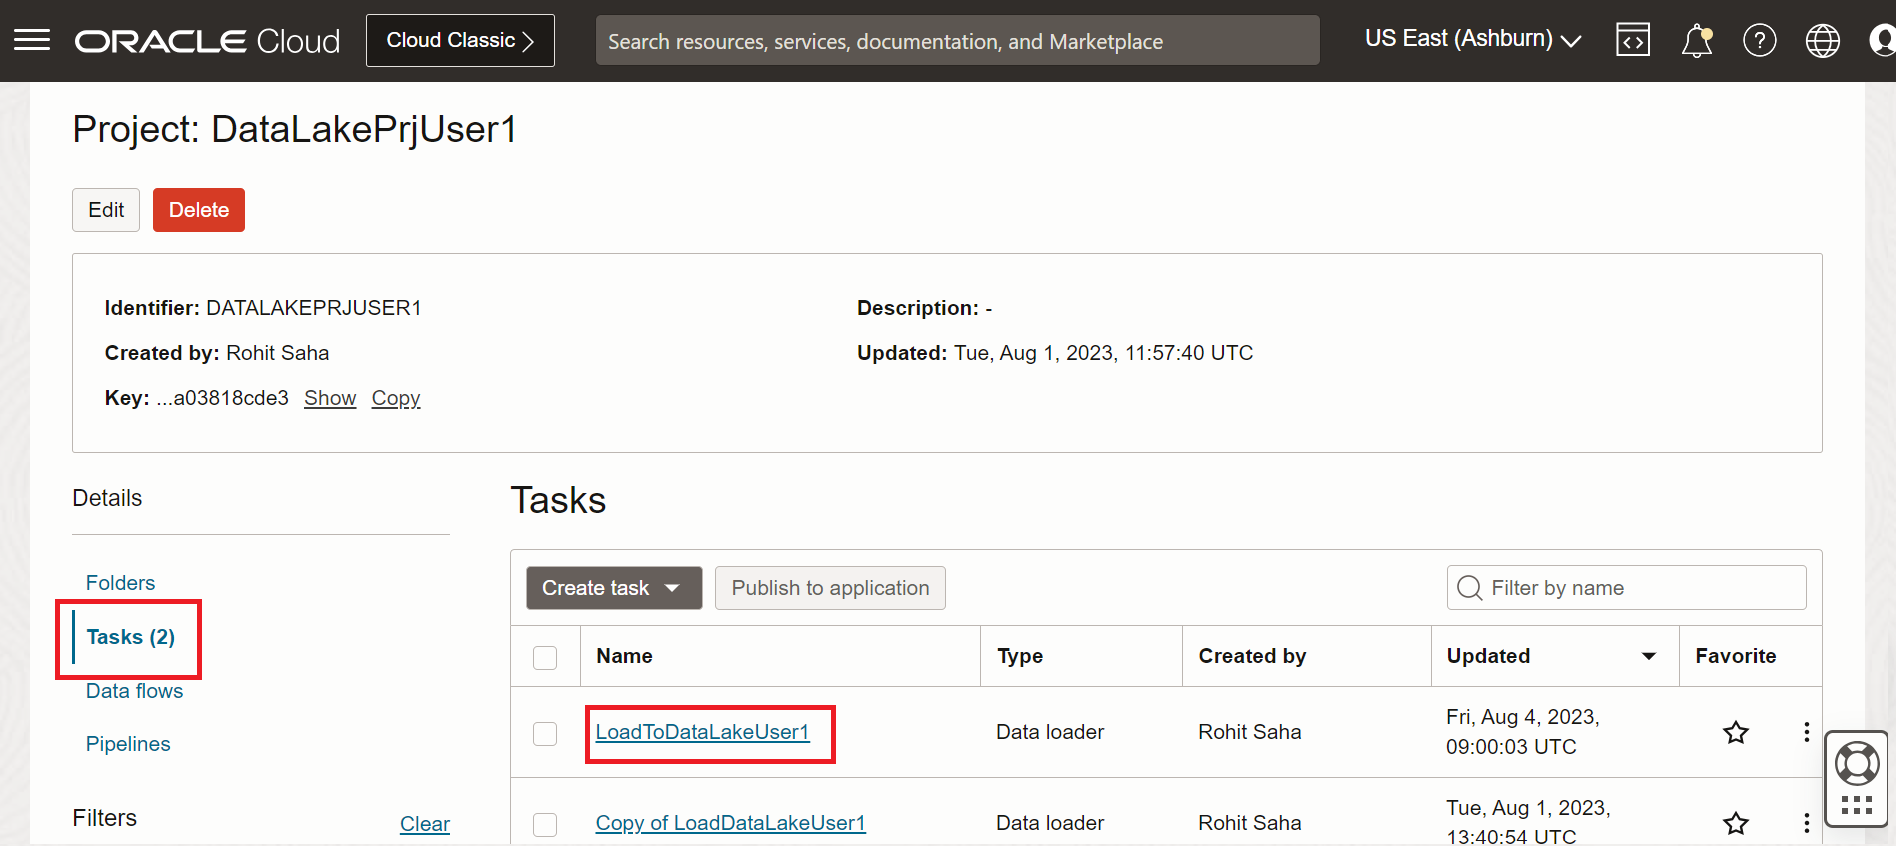 ORACLE Cloud
Cloud Classic
Search resources, services, documentation, and Marketplace
US East (Ashburn)
Project: DataLakePrjUser1
Edit
Delete
Identifier: DATALAKEPRJUSER1
Description: -
Created by: Rohit Saha
Updated: Tue, Aug 1, 2023, 11:57:40 UTC
Key: ...a03818cde3 Show Copy
Details
Folders
Tasks (2)
Data flows
Pipelines
Filters
Clear
Tasks
Create task
Publish to application
Filter by name
Name Type Created by Updated Favorite
LoadToDataLakeUser1 Data loader Rohit Saha Fri, Aug 4, 2023,
09:00:03 UTC
Copy of LoadDataLakeUser1 Data loader Rohit Saha Tue, Aug 1, 2023,
13:40:54 UTC